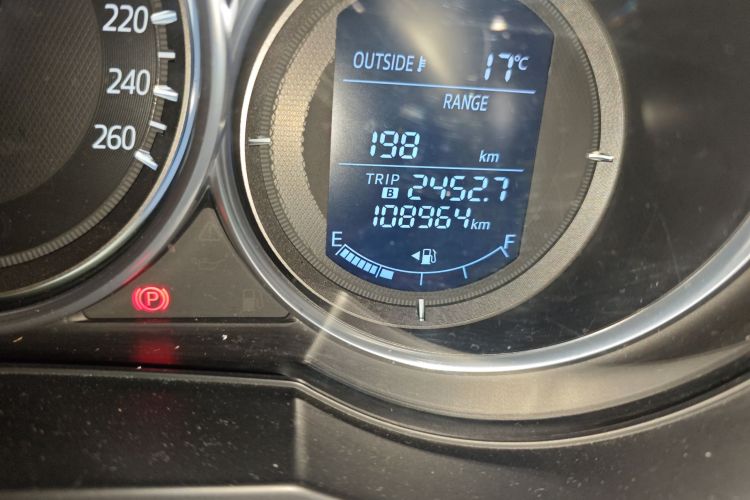 220
240
260
OUTSIDE 17°C
RANGE
198 km
TRIP B 2452.7
108964 km
E F
P